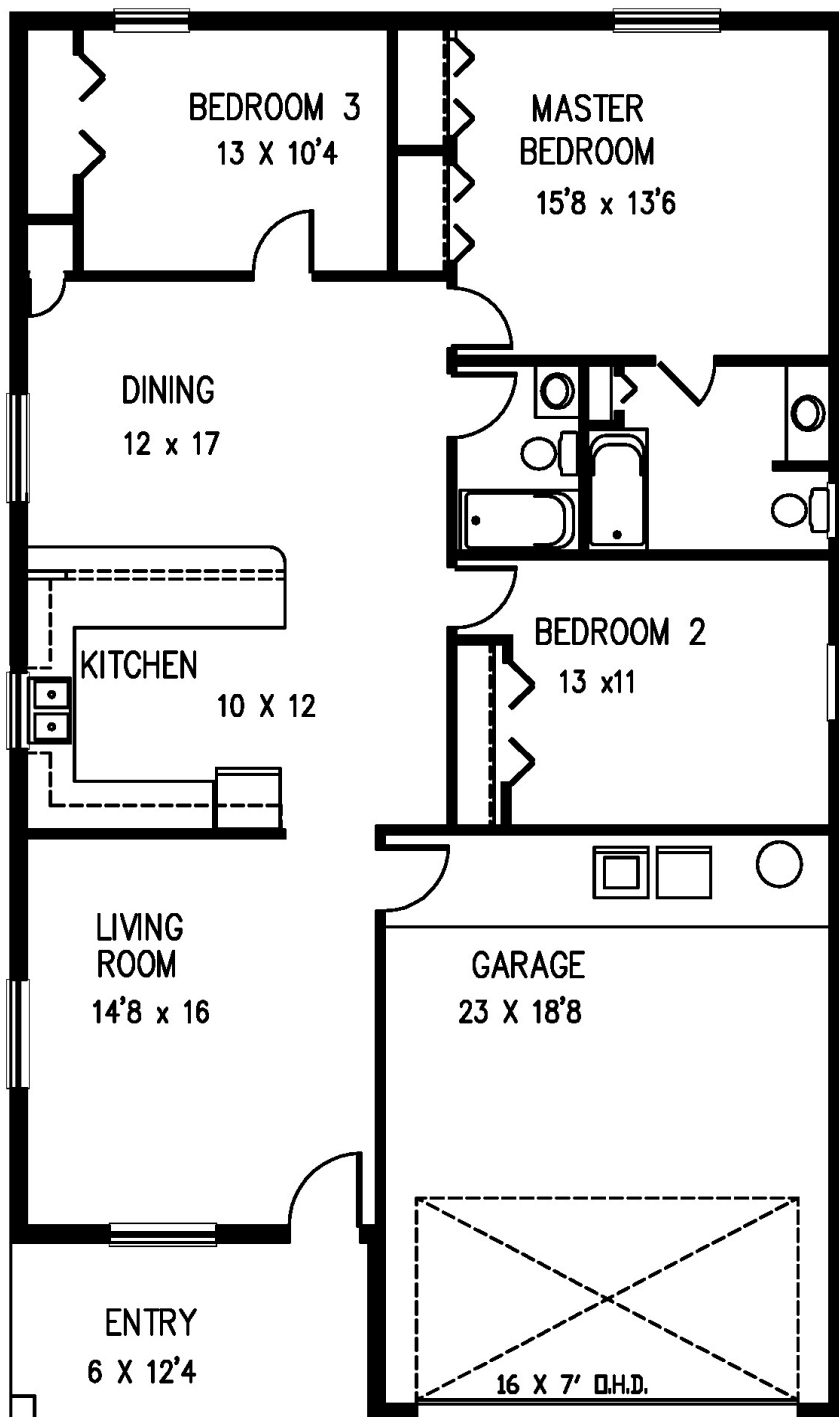 BEDROOM 3
13 X 10'4
MASTER
BEDROOM
15'8 x 13'6
DINING
12 x 17
KITCHEN
10 X 12
BEDROOM 2
13 x11
LIVING
ROOM
14'8 x 16
GARAGE
23 X 18'8
ENTRY
6 X 12'4
16 X 7' O.H.D.